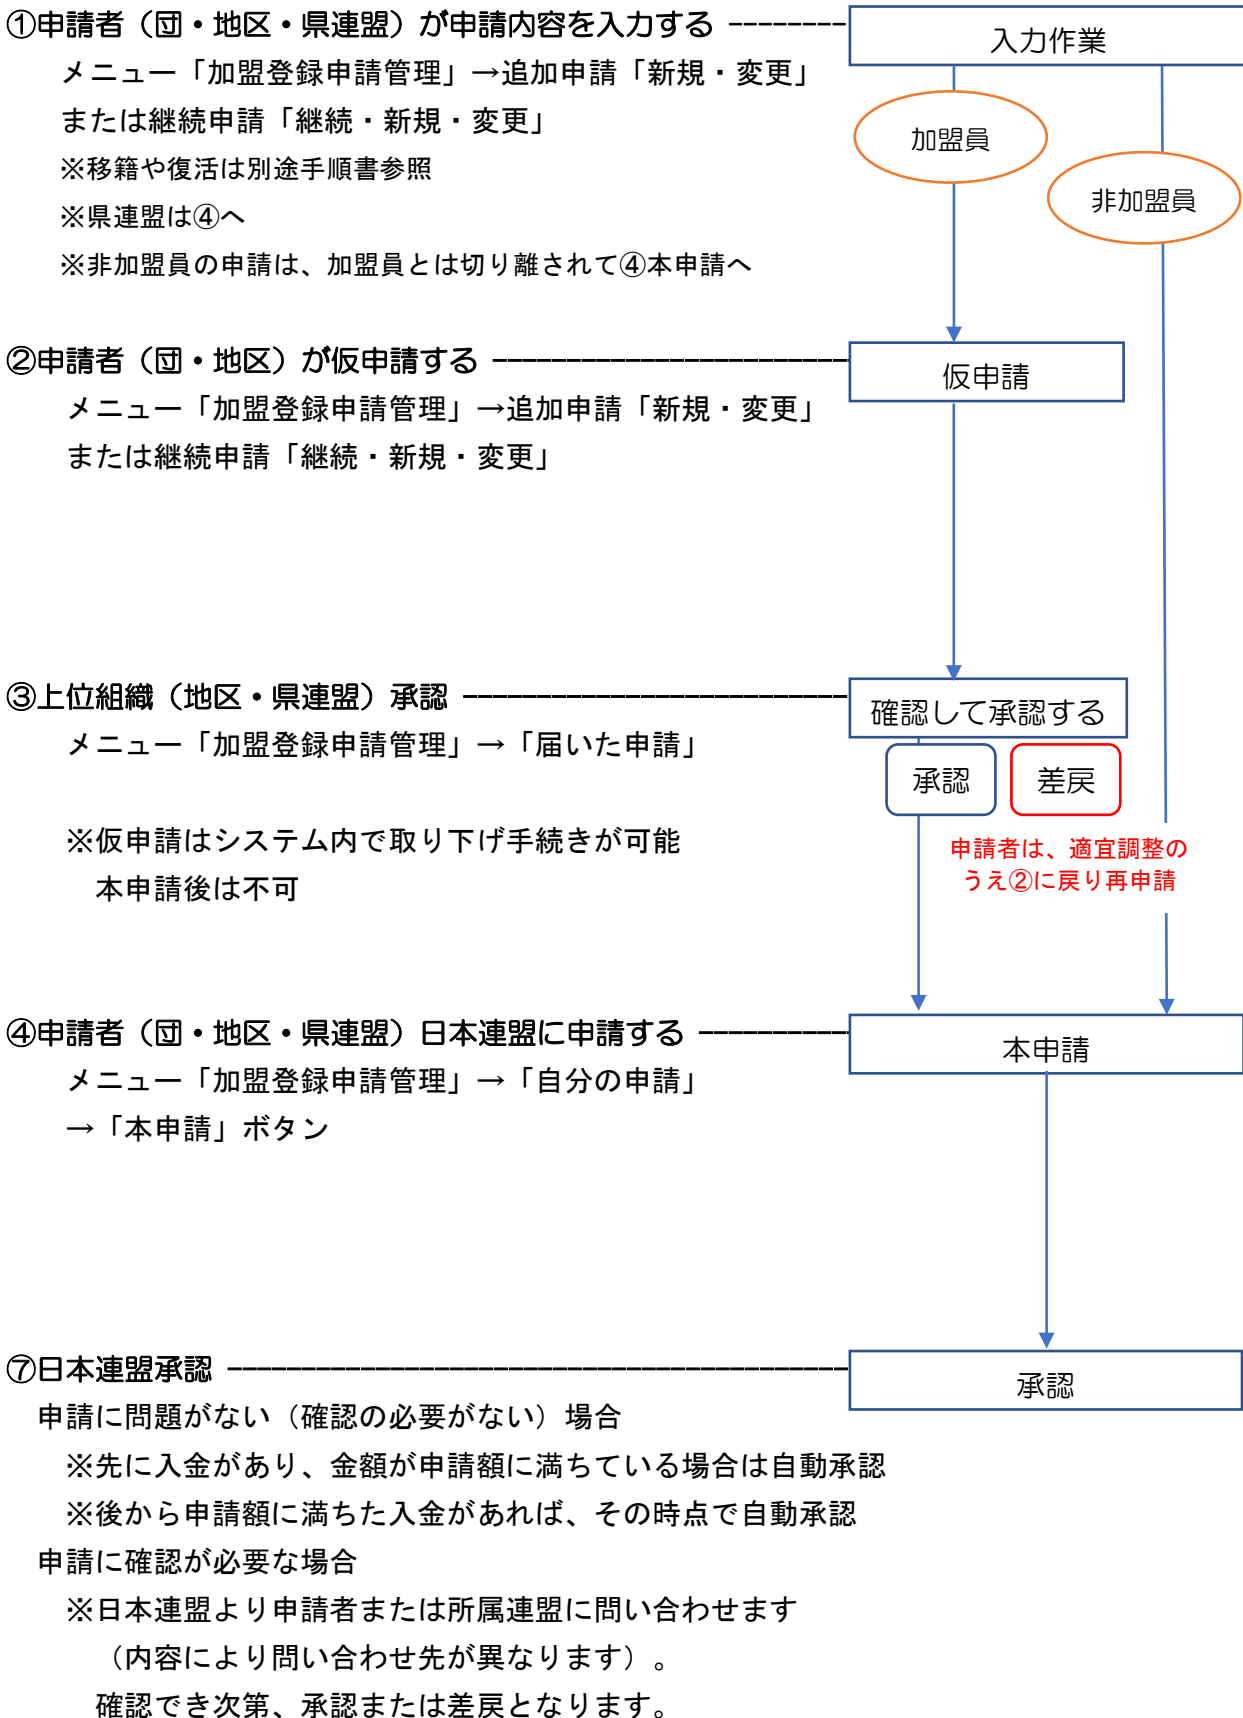 ①申請者（団・地区・県連盟）が申請内容を入力する --------
入力作業
メニュー「加盟登録申請管理」→追加申請「新規・変更」
または継続申請「継続・新規・変更」
加盟員
※移籍や復活は別途手順書参照
非加盟員
※県連盟は④へ
※非加盟員の申請は、加盟員とは切り離されて④本申請へ
②申請者（団・地区）が仮申請する ------------------------
仮申請
メニュー「加盟登録申請管理」→追加申請「新規・変更」
または継続申請「継続・新規・変更」
③上位組織（地区・県連盟）承認 --------------------------
確認して承認する
メニュー「加盟登録申請管理」→「届いた申請」
承認
差戻
※仮申請はシステム内で取り下げ手続きが可能
本申請後は不可
申請者は、適宜調整の
うえ②に戻り再申請
④申請者（団・地区・県連盟）日本連盟に申請する ----------
本申請
メニュー「加盟登録申請管理」→「自分の申請」
→「本申請」ボタン
⑦日本連盟承認 ------------------------------------------
承認
申請に問題がない（確認の必要がない）場合
※先に入金があり、金額が申請額に満ちている場合は自動承認
※後から申請額に満ちた入金があれば、その時点で自動承認
申請に確認が必要な場合
※日本連盟より申請者または所属連盟に問い合わせます
（内容により問い合わせ先が異なります）。
確認でき次第、承認または差戻となります。